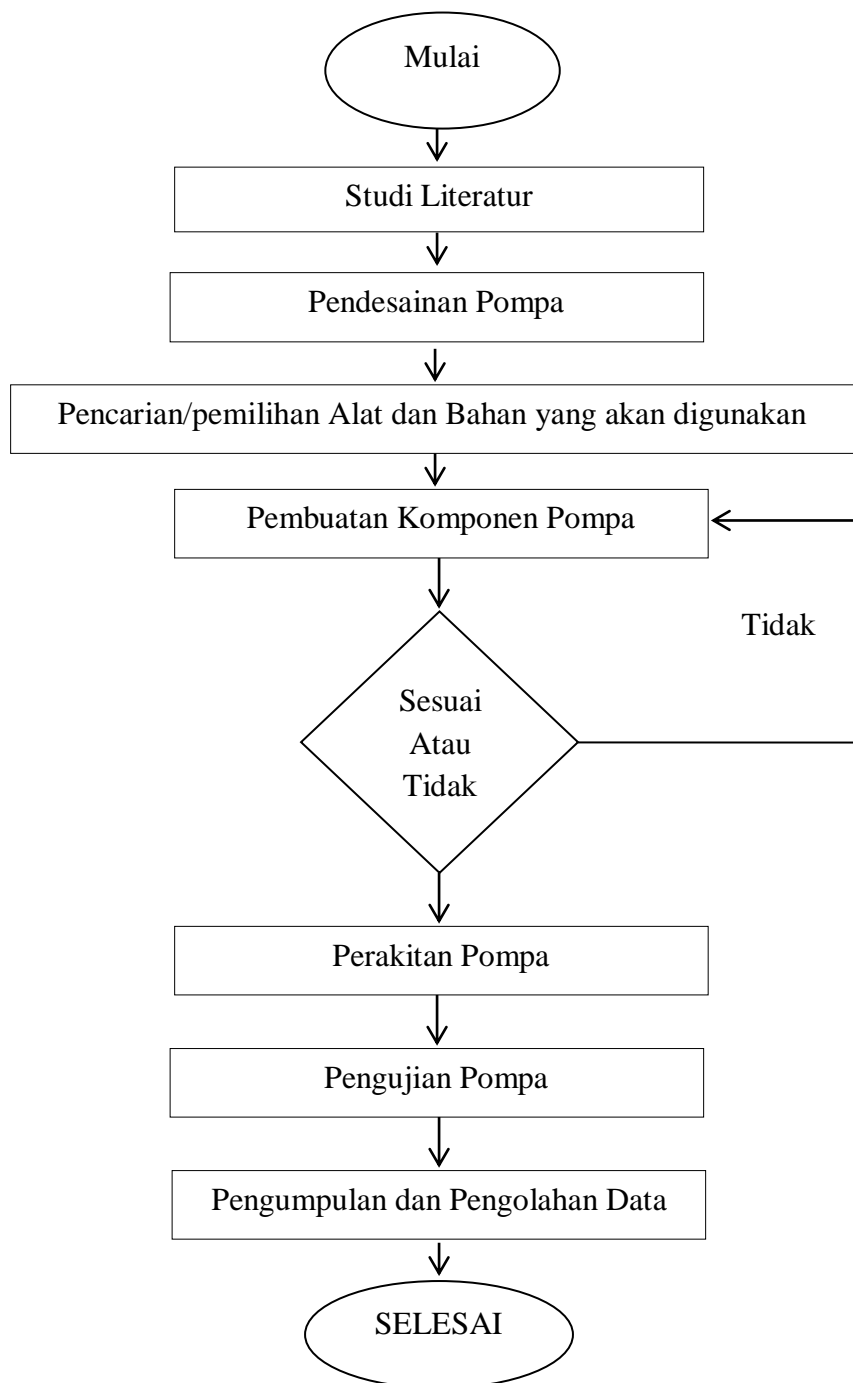 Mulai
Studi Literatur
Pendesainan Pompa
Pencarian/pemilihan Alat dan Bahan yang akan digunakan
Pembuatan Komponen Pompa
Tidak
Sesuai
Atau
Tidak
Perakitan Pompa
Pengujian Pompa
Pengumpulan dan Pengolahan Data
SELESAI